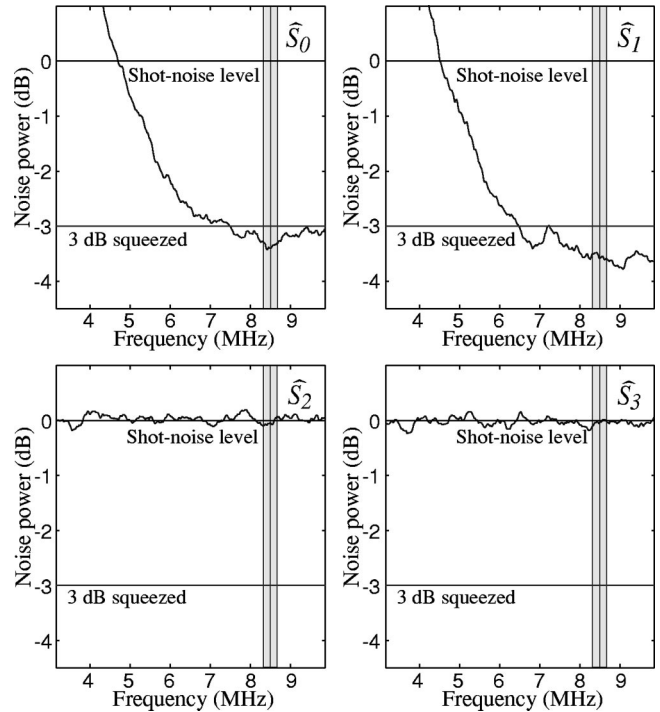 Ŝ0
0
Shot-noise level
-1
-2
-3
3 dB squeezed
-4
Noise power (dB)
4 5 6 7 8 9
Frequency (MHz)
Ŝ1
0
Shot-noise level
-1
-2
-3
3 dB squeezed
-4
Noise power (dB)
4 5 6 7 8 9
Frequency (MHz)
Ŝ2
0
Shot-noise level
-1
-2
-3
3 dB squeezed
-4
Noise power (dB)
4 5 6 7 8 9
Frequency (MHz)
Ŝ3
0
Shot-noise level
-1
-2
-3
3 dB squeezed
-4
Noise power (dB)
4 5 6 7 8 9
Frequency (MHz)